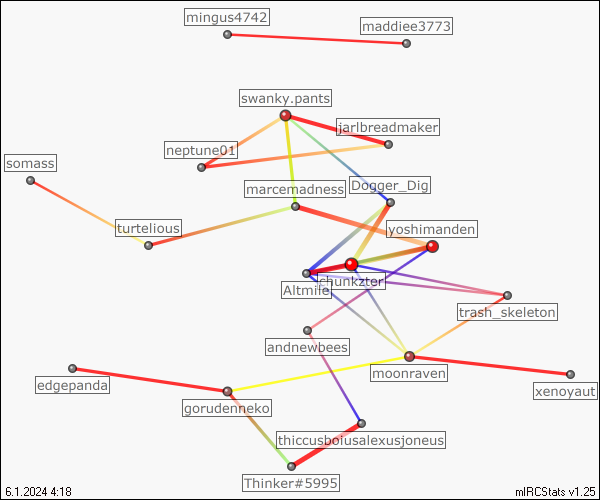 mingus4742
maddiee3773
swanky.pants
jarlbreadmaker
neptune01
somass
marcemadness
Dogger_Dig
turtelious
yoshimanden
chunkzter
Altmile
trash_skeleton
andnewbees
moonraven
edgepanda
xenoyaut
gorudenneko
thiccusboiusalexusjoneus
Thinker#5995
6.1.2024 4:18
mIRCStats v1.25